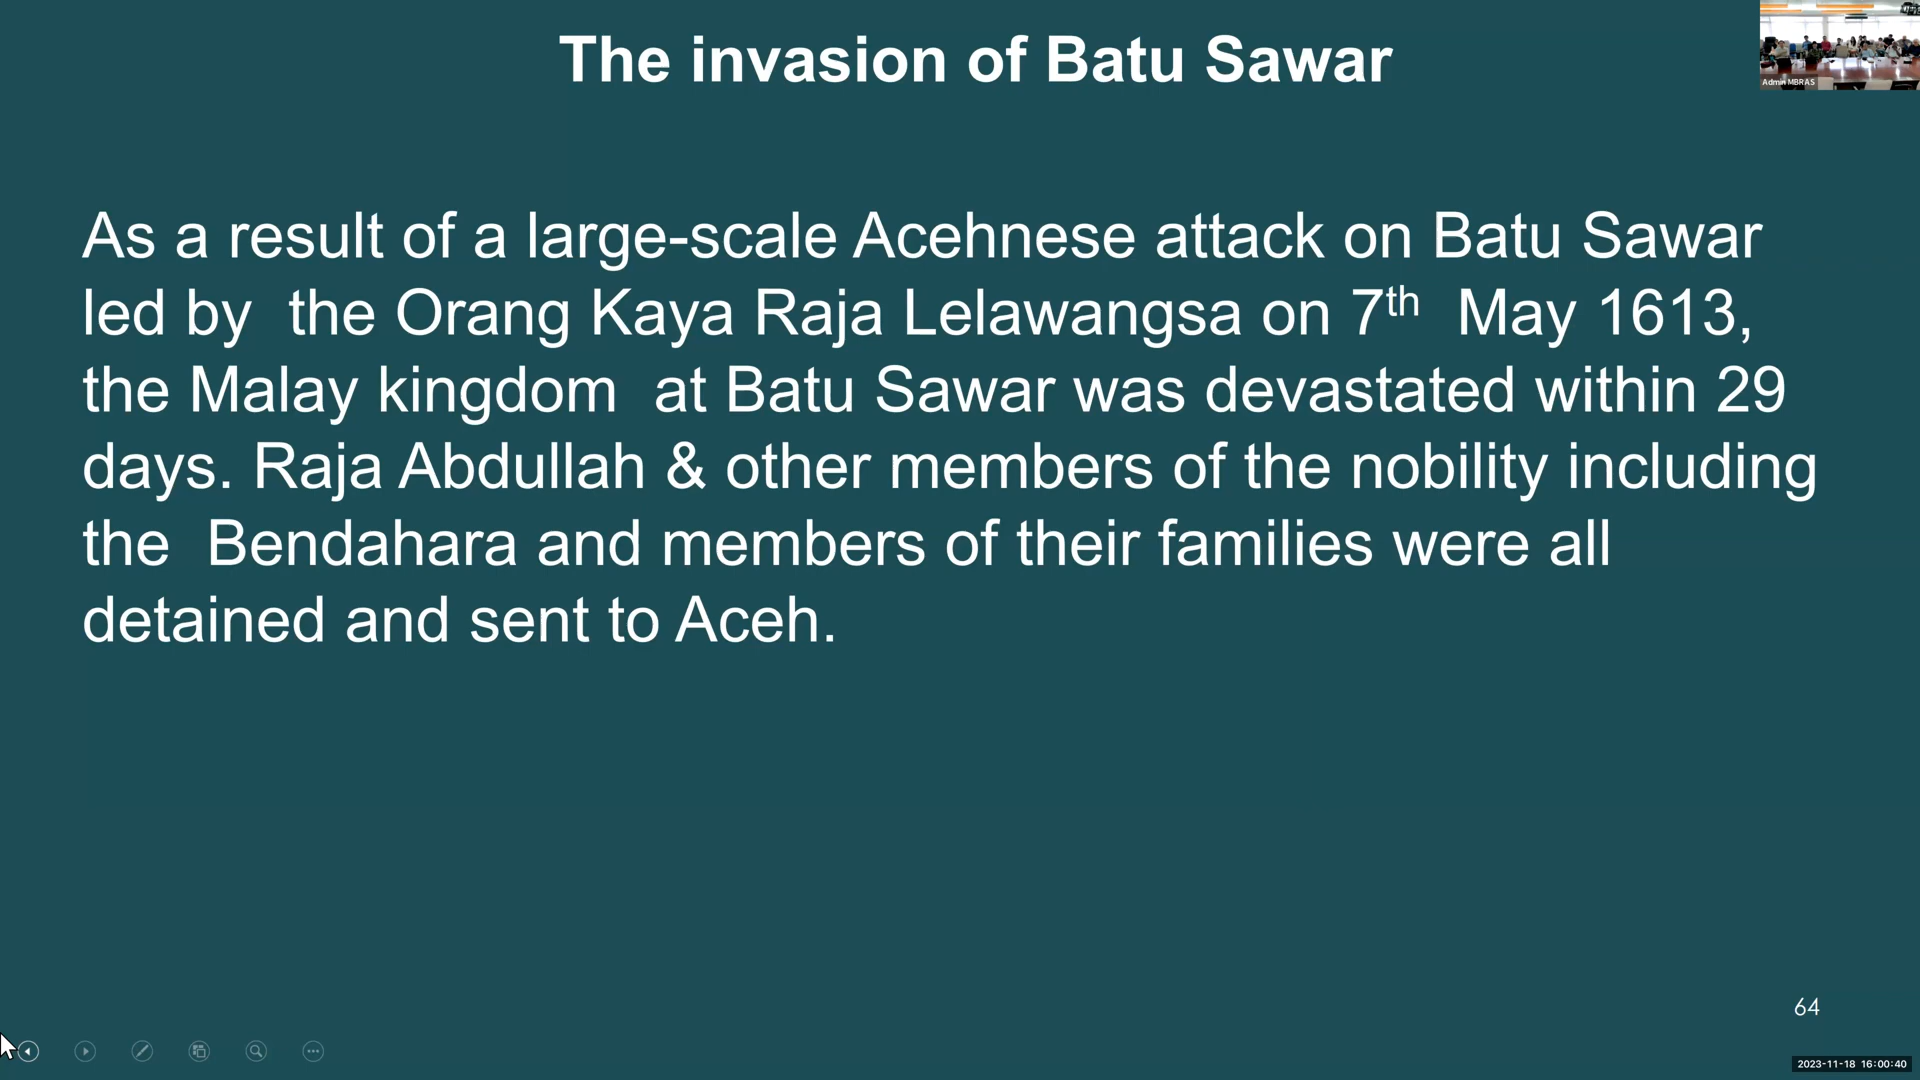 The invasion of Batu Sawar
Admin MBRAS
As a result of a large-scale Acehnese attack on Batu Sawar
led by the Orang Kaya Raja Lelawangsa on 7th May 1613,
the Malay kingdom at Batu Sawar was devastated within 29
days. Raja Abdullah & other members of the nobility including
the Bendahara and members of their families were all
detained and sent to Aceh.
64
2023-11-18 16:00:40